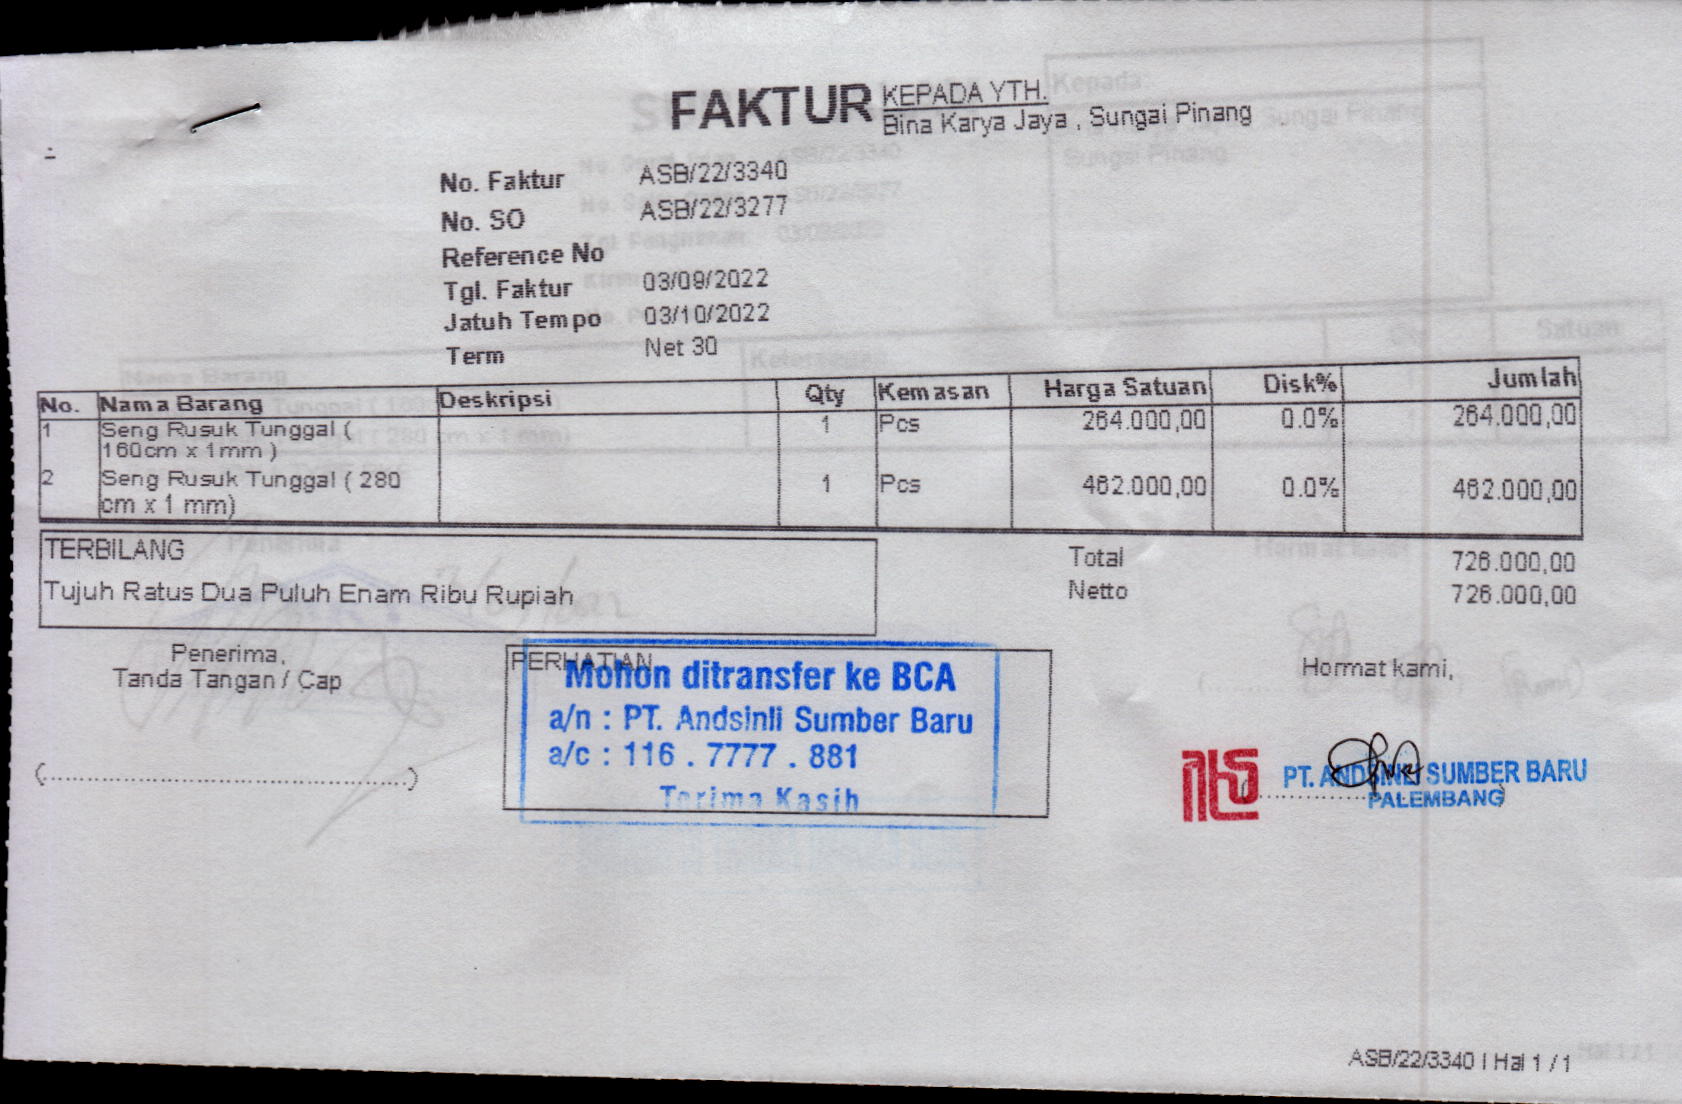 FAKTUR KEPADA YTH.
Bina Karya Jaya , Sungai Pinang
No. Faktur ASB/22/3340
No. SO ASB/22/3277
Reference No
Tgl. Faktur 03/09/2022
Jatuh Tempo 03/10/2022
Term Net 30
No. Nama Barang Deskripsi Qty Kemasan Harga Satuan Disk% Jumlah
1 Seng Rusuk Tunggal ( 1 Pcs 264.000,00 0.0% 264.000,00
160cm x 1mm )
2 Seng Rusuk Tunggal ( 280 1 Pcs 462.000,00 0.0% 462.000,00
cm x 1 mm)
TERBILANG
Tujuh Ratus Dua Puluh Enam Ribu Rupiah
Total 726.000,00
Netto 726.000,00
Penerima,
Tanda Tangan / Cap
PERHATIAN
Mohon ditransfer ke BCA
a/n : PT. Andsinli Sumber Baru
a/c : 116 . 7777 . 881
Terima Kasih
Hormat kami,
PT. ANDSINLI SUMBER BARU
PALEMBANG
ASB/22/3340 | Hal 1 / 1